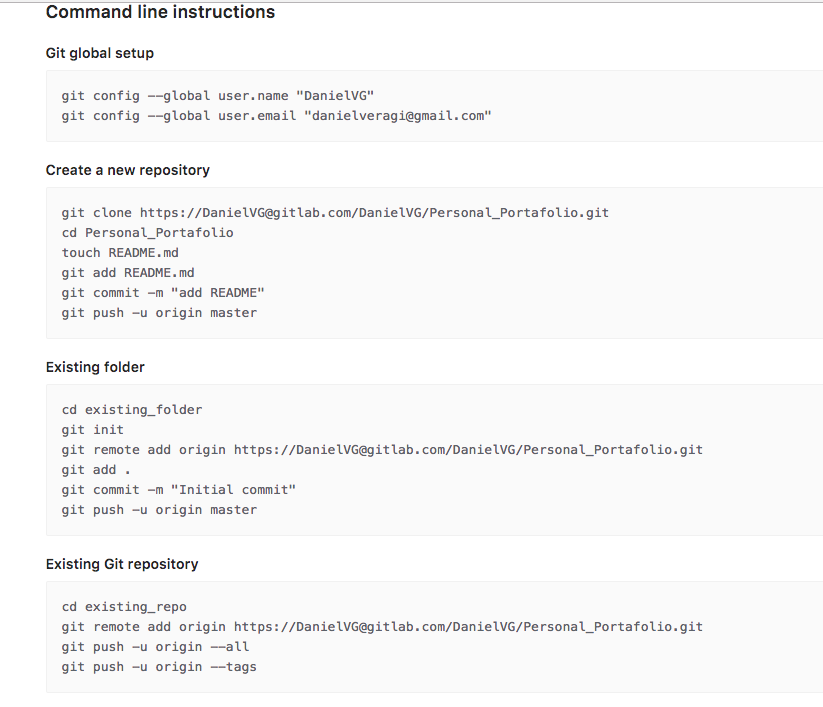 Command line instructions
Git global setup
git config --global user.name "DanielVG"
git config --global user.email "danielveragi@gmail.com"
Create a new repository
git clone https://DanielVG@gitlab.com/DanielVG/Personal_Portafolio.git
cd Personal_Portafolio
touch README.md
git add README.md
git commit -m "add README"
git push -u origin master
Existing folder
cd existing_folder
git init
git remote add origin https://DanielVG@gitlab.com/DanielVG/Personal_Portafolio.git
git add .
git commit -m "Initial commit"
git push -u origin master
Existing Git repository
cd existing_repo
git remote add origin https://DanielVG@gitlab.com/DanielVG/Personal_Portafolio.git
git push -u origin --all
git push -u origin --tags